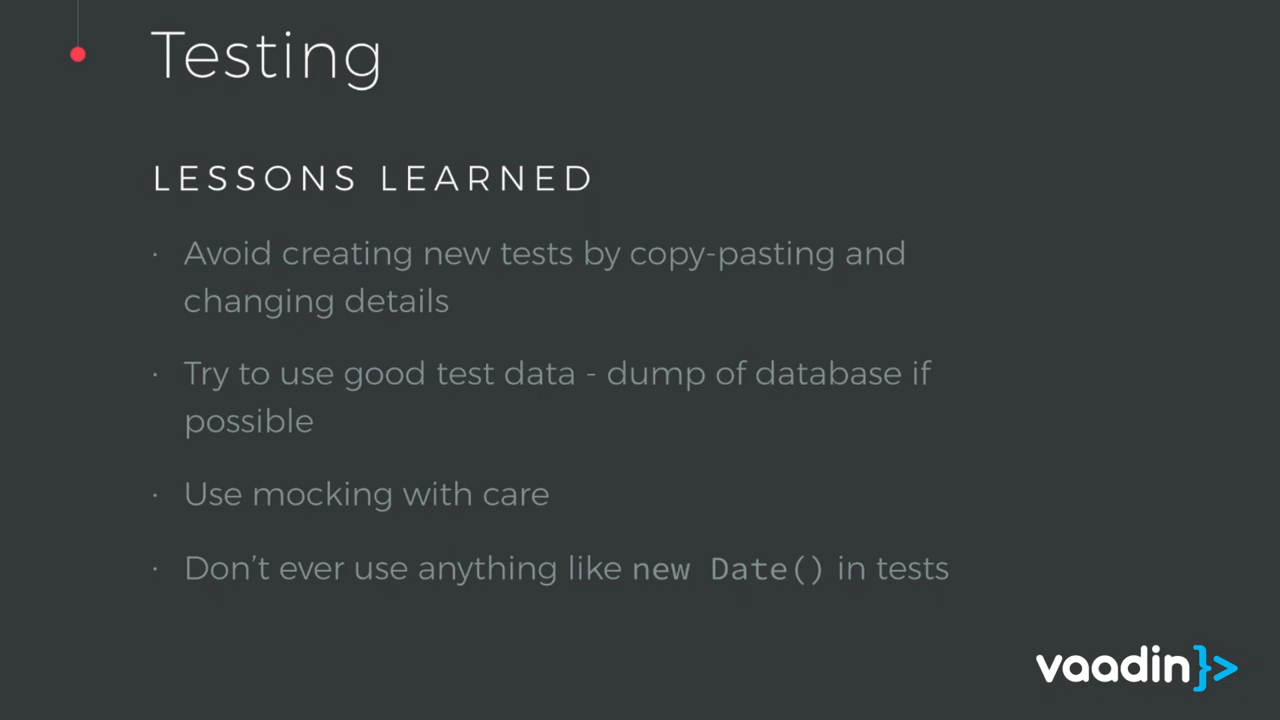 Testing
LESSONS LEARNED
· Avoid creating new tests by copy-pasting and
changing details
· Try to use good test data - dump of database if
possible
· Use mocking with care
· Don’t ever use anything like new Date() in tests
vaadin}>